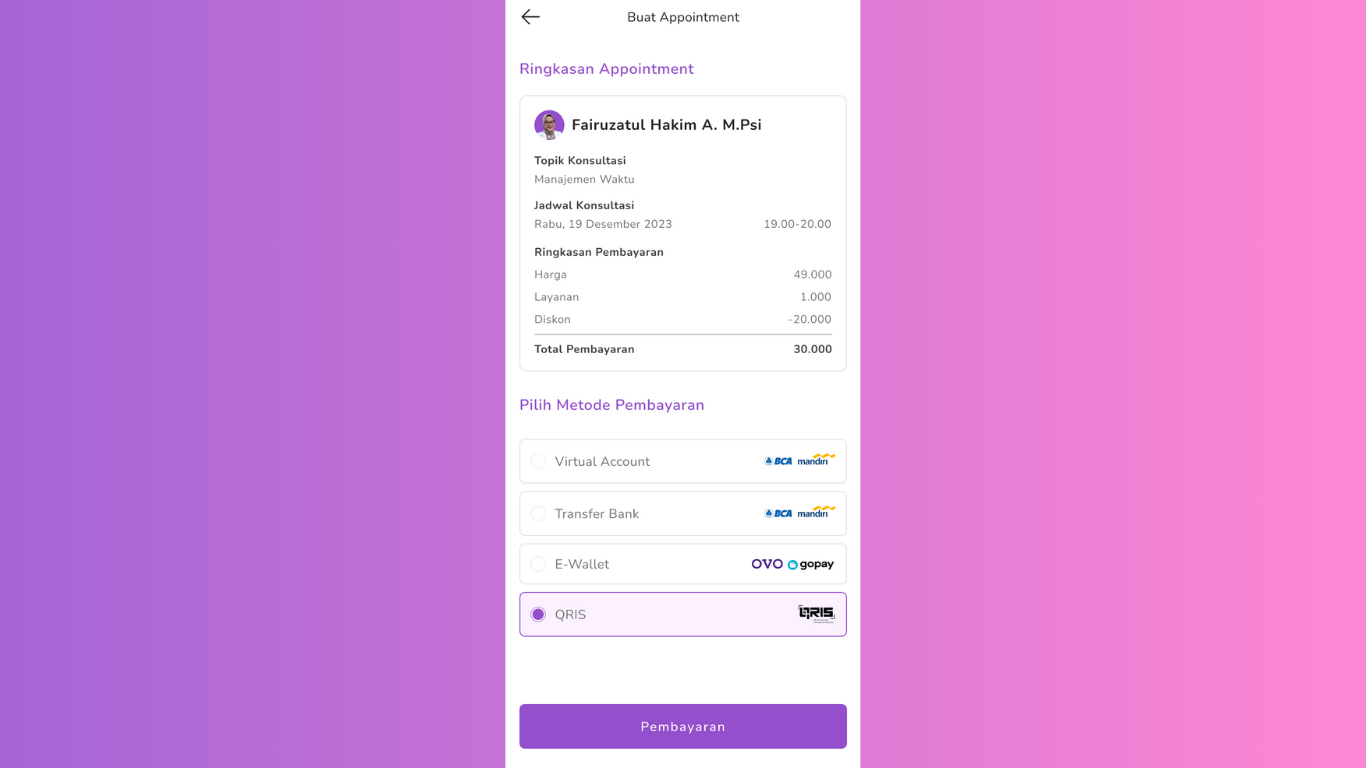 Buat Appointment
Ringkasan Appointment
Fairuzatul Hakim A. M.Psi
Topik Konsultasi
Manajemen Waktu
Jadwal Konsultasi
Rabu, 19 Desember 2023 19.00-20.00
Ringkasan Pembayaran
Harga 49.000
Layanan 1.000
Diskon -20.000
Total Pembayaran 30.000
Pilih Metode Pembayaran
Virtual Account BCA mandiri
Transfer Bank BCA mandiri
E-Wallet OVO gopay
QRIS QRIS
Pembayaran